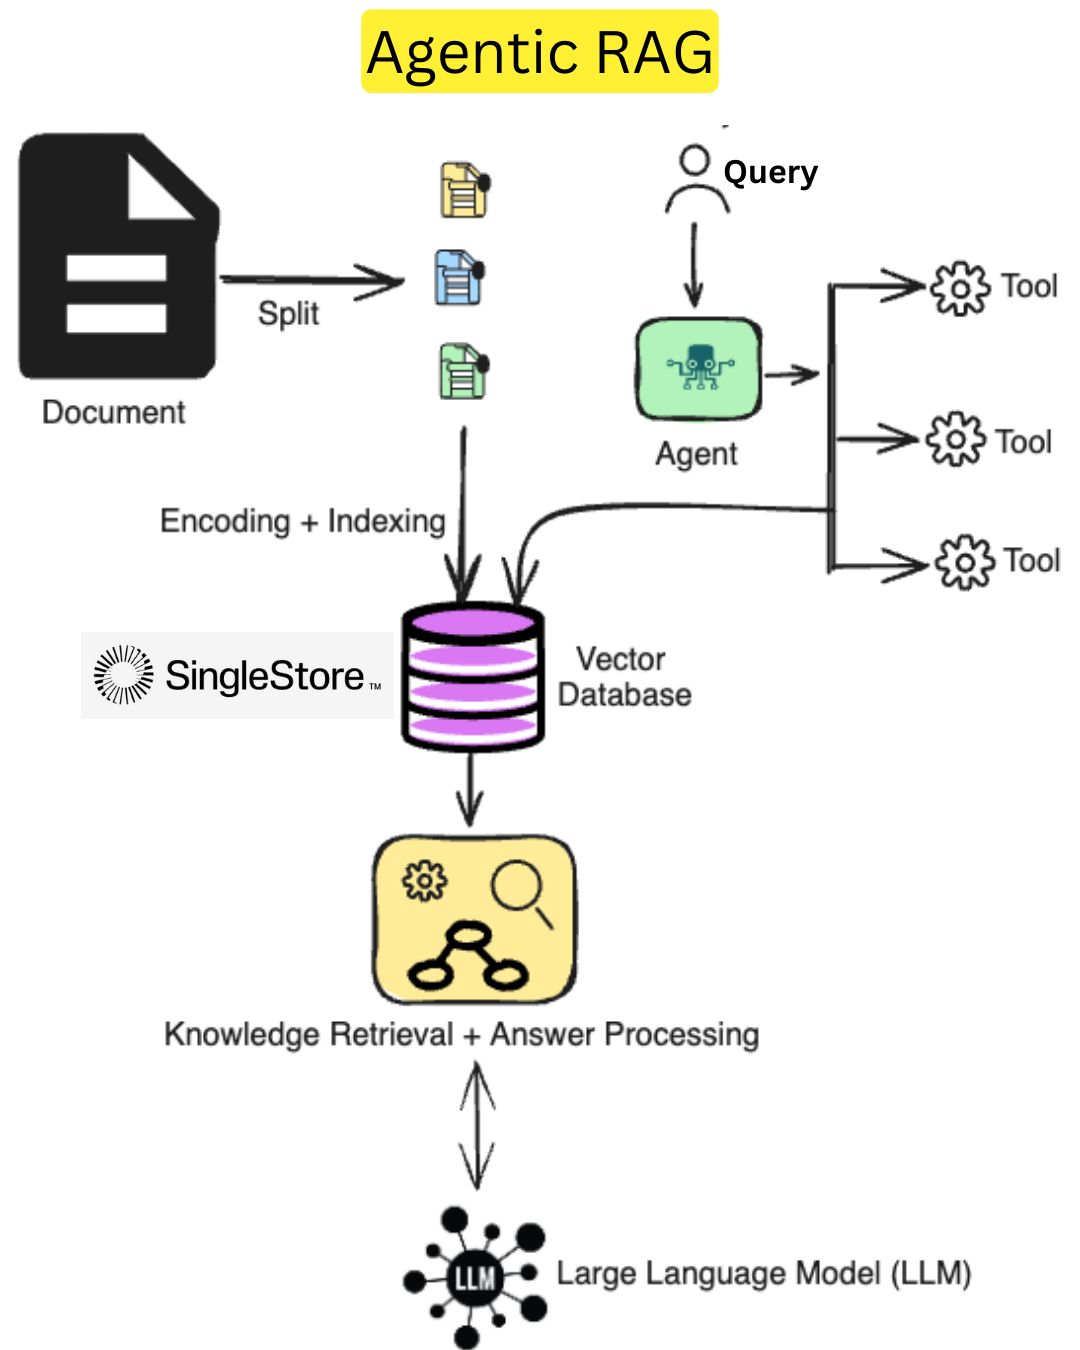 Agentic RAG
Query
Split
Document
Tool
Tool
Tool
Agent
Encoding + Indexing
SingleStore™
Vector
Database
Knowledge Retrieval + Answer Processing
LLM
Large Language Model (LLM)